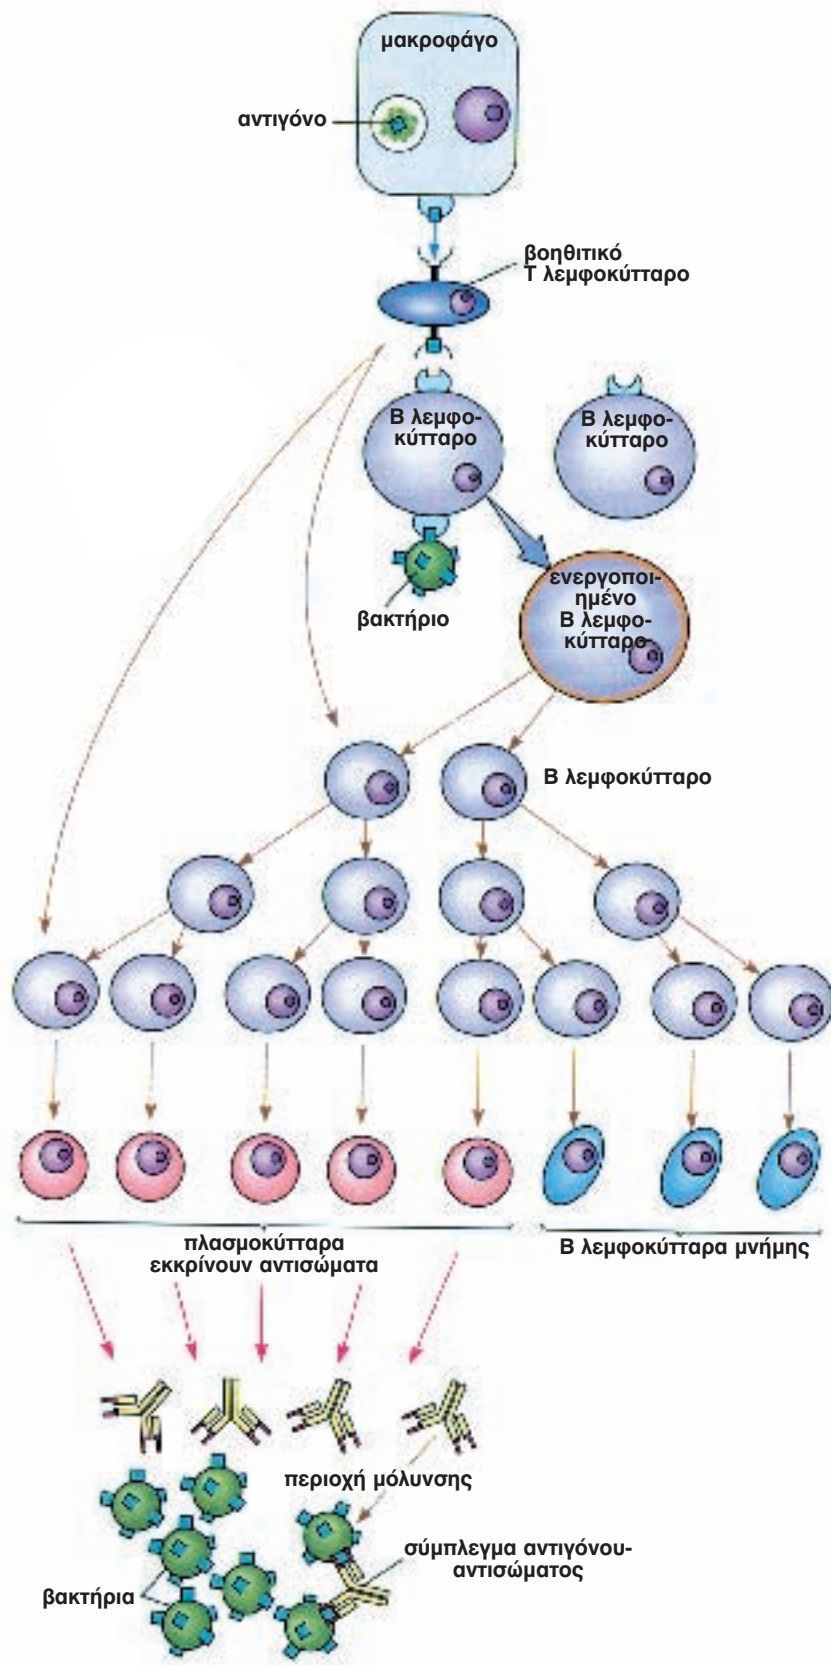 μακροφάγο
αντιγόνο
βοηθιτικό
Τ λεμφοκύτταρο
Β λεμφο-
κύτταρο
Β λεμφο-
κύτταρο
βακτήριο
ενεργοποι-
ημένο
Β λεμφο-
κύτταρο
Β λεμφοκύτταρο
πλασμοκύτταρα
εκκρίνουν αντισώματα
Β λεμφοκύτταρα μνήμης
περιοχή μόλυνσης
σύμπλεγμα αντιγόνου-
αντισώματος
βακτήρια